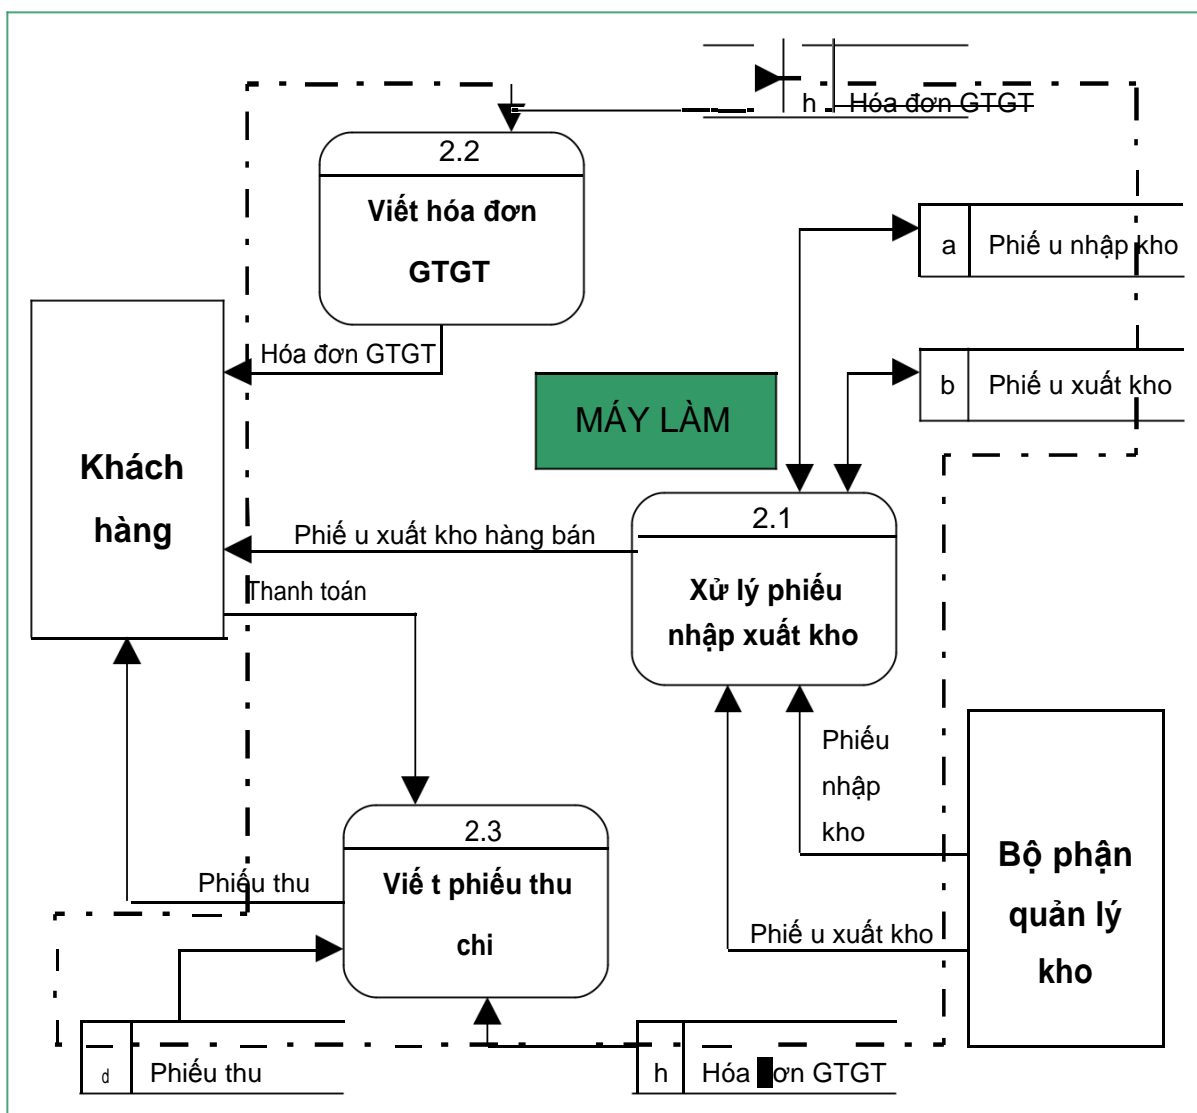 h Hóa đơn GTGT
2.2
Viết hóa đơn
GTGT
a Phiế u nhập kho
Hóa đơn GTGT
b Phiế u xuất kho
MÁY LÀM
Khách
hàng
2.1
Phiế u xuất kho hàng bán
Xử lý phiếu
nhập xuất kho
Thanh toán
Phiếu
nhập
kho
2.3
Viế t phiếu thu
chi
Phiếu thu
Bộ phận
quản lý
kho
Phiế u xuất kho
d Phiếu thu
h Hóa ơn GTGT